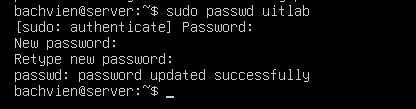 bachvien@server:~$ sudo passwd uitlab
[sudo: authenticate] Password:
New password:
Retype new password:
passwd: password updated successfully
bachvien@server:~$ _